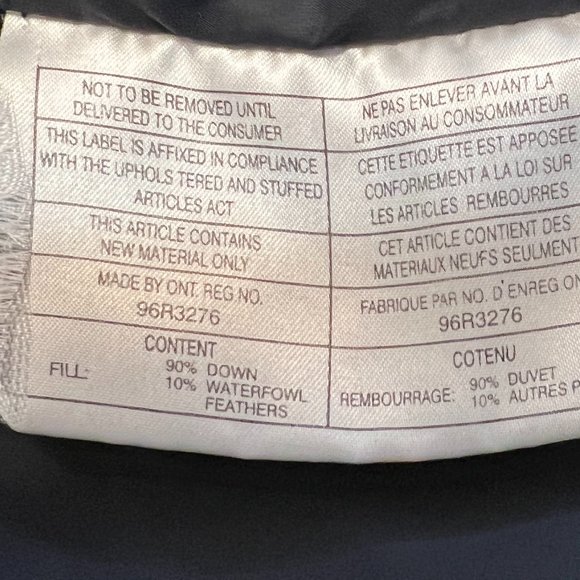 NOT TO BE REMOVED UNTIL
DELIVERED TO THE CONSUMER
THIS LABEL IS AFFIXED IN COMPLIANCE
WITH THE UPHOLS TERED AND STUFFED
ARTICLES ACT
THIS ARTICLE CONTAINS
NEW MATERIAL ONLY
MADE BY ONT. REG NO.
96R3276
CONTENT
FILL: 90% DOWN
10% WATERFOWL
FEATHERS
NE PAS ENLEVER AVANT LA
LIVRAISON AU CONSOMMATEUR
CETTE ETIQUETTE EST APPOSEE
CONFORMEMENT A LA LOI SUR
LES ARTICLES REMBOURRES
CET ARTICLE CONTIENT DES
MATERIAUX NEUFS SEULMENT
FABRIQUE PAR NO. D'ENREG ON
96R3276
COTENU
REMBOURRAGE: 90% DUVET
10% AUTRES